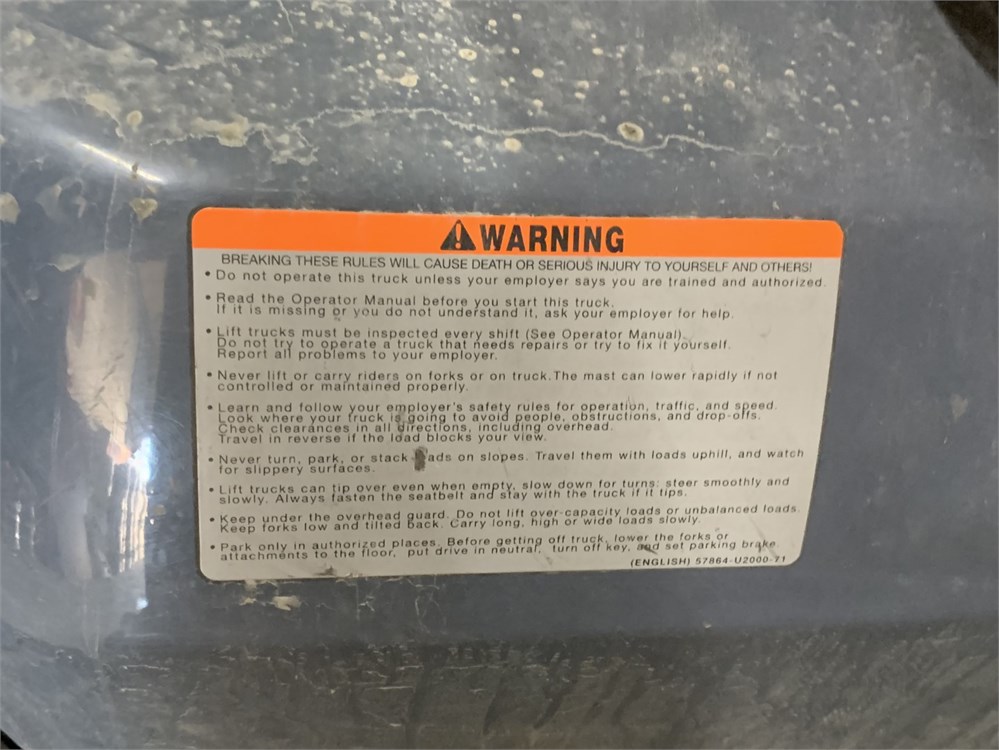 WARNING
BREAKING THESE RULES WILL CAUSE DEATH OR SERIOUS INJURY TO YOURSELF AND OTHERS!
• Do not operate this truck unless your employer says you are trained and authorized.
• Read the Operator Manual before you start this truck.
If it is missing or you do not understand it, ask your employer for help.
• Lift trucks must be inspected every shift (See Operator Manual).
Do not try to operate a truck that needs repairs or try to fix it yourself.
Report all problems to your employer.
• Never lift or carry riders on forks or on truck.The mast can lower rapidly if not
controlled or maintained properly.
• Learn and follow your employer's safety rules for operation, traffic, and speed.
Look where your truck is going to avoid people, obstructions, and drop-offs.
Check clearances in all directions, including overhead.
Travel in reverse if the load blocks your view.
• Never turn, park, or stack ads on slopes. Travel them with loads uphill, and watch
for slippery surfaces.
• Lift trucks can tip over even when empty, slow down for turns: steer smoothly and
slowly. Always fasten the seatbelt and stay with the truck if it tips.
• Keep under the overhead guard. Do not lift over-capacity loads or unbalanced loads.
Keep forks low and tilted back. Carry long, high or wide loads slowly.
• Park only in authorized places. Before getting off truck, lower the forks or
attachments to the floor, put drive in neutral, turn off key, and set parking brake.
(ENGLISH) 57864-U2000-71